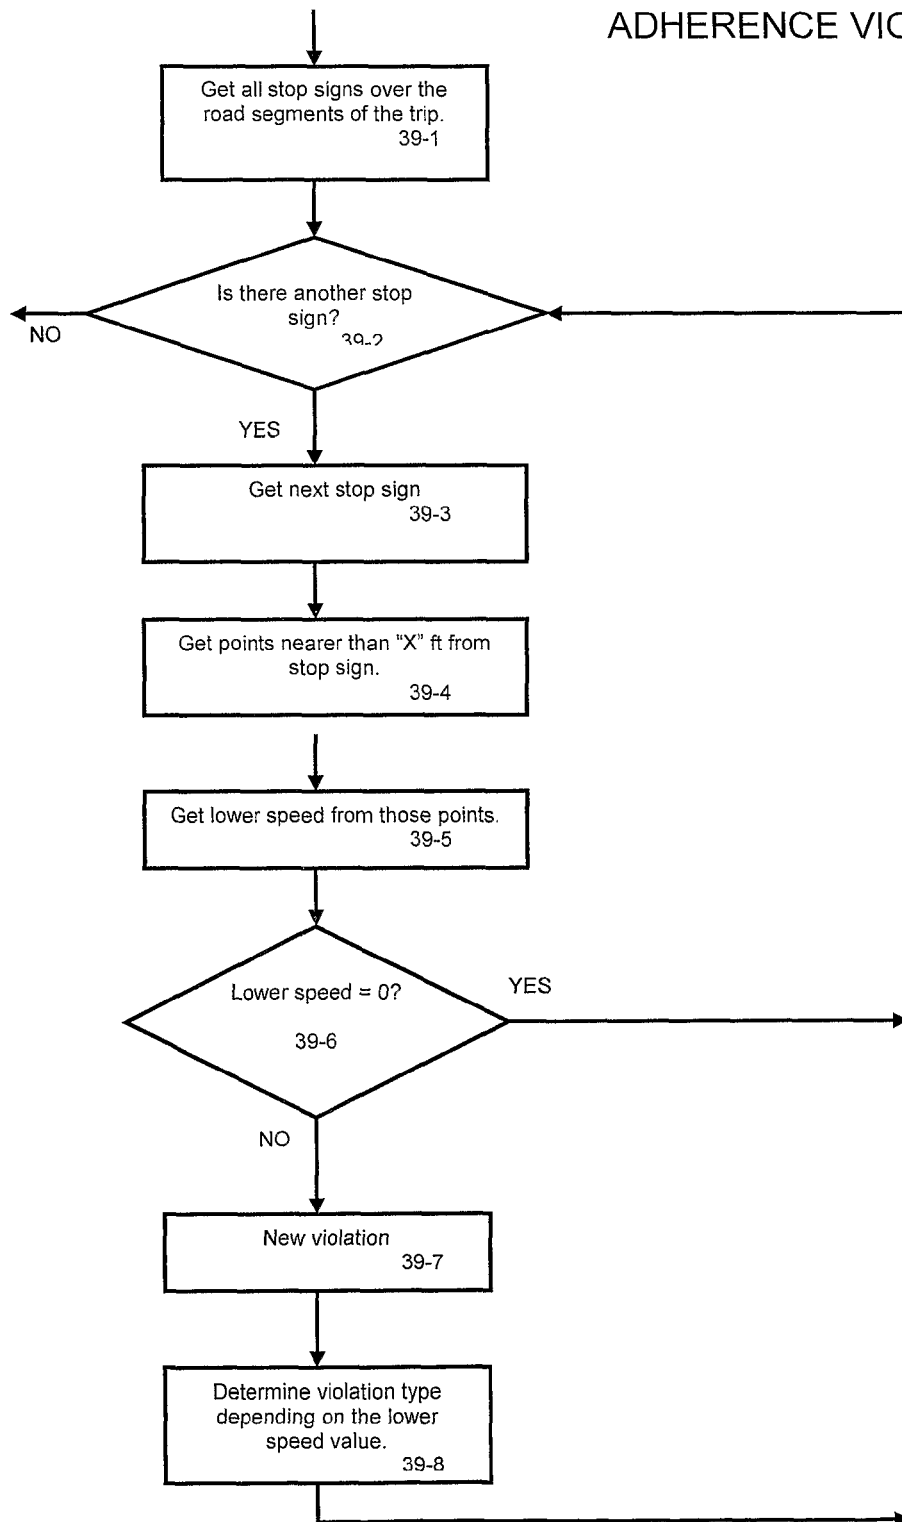 ADHERENCE VIO
Get all stop signs over the
road segments of the trip.
39-1
Is there another stop
sign?
39-2
NO
YES
Get next stop sign
39-3
Get points nearer than “X” ft from
stop sign.
39-4
Get lower speed from those points.
39-5
Lower speed = 0?
39-6
YES
NO
New violation
39-7
Determine violation type
depending on the lower
speed value.
39-8